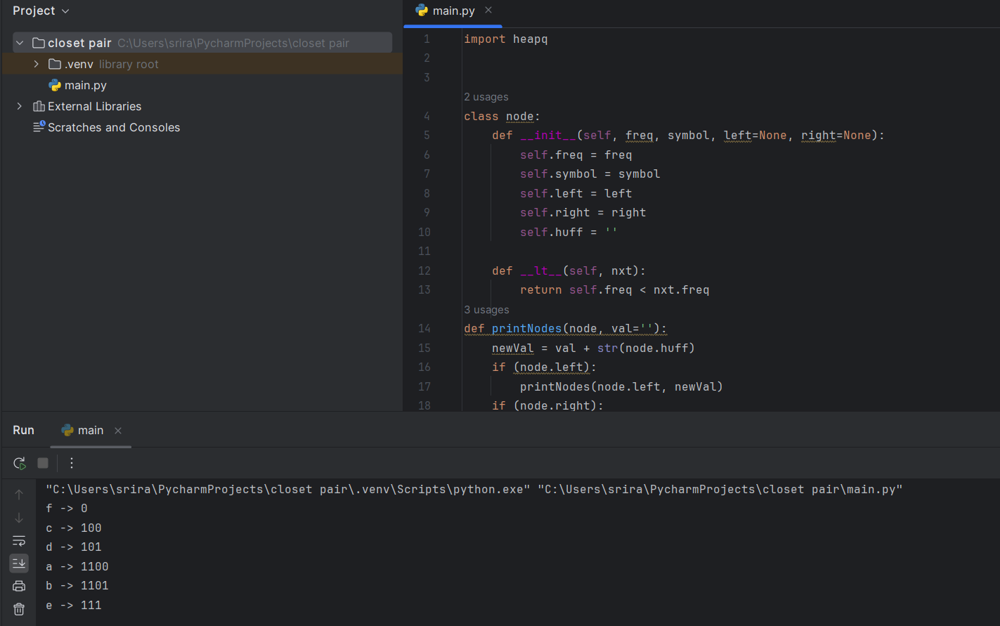 Project
closet pair C:\Users\srira\PycharmProjects\closet pair
.venv library root
main.py
External Libraries
Scratches and Consoles
main.py
1 import heapq
2
3
2 usages
4 class node:
5 def __init__(self, freq, symbol, left=None, right=None):
6 self.freq = freq
7 self.symbol = symbol
8 self.left = left
9 self.right = right
10 self.huff = ''
11
12 def __lt__(self, nxt):
13 return self.freq < nxt.freq
3 usages
14 def printNodes(node, val=''):
15 newVal = val + str(node.huff)
16 if (node.left):
17 printNodes(node.left, newVal)
18 if (node.right):
Run main
"C:\Users\srira\PycharmProjects\closet pair\.venv\Scripts\python.exe" "C:\Users\srira\PycharmProjects\closet pair\main.py"
f -> 0
c -> 100
d -> 101
a -> 1100
b -> 1101
e -> 111